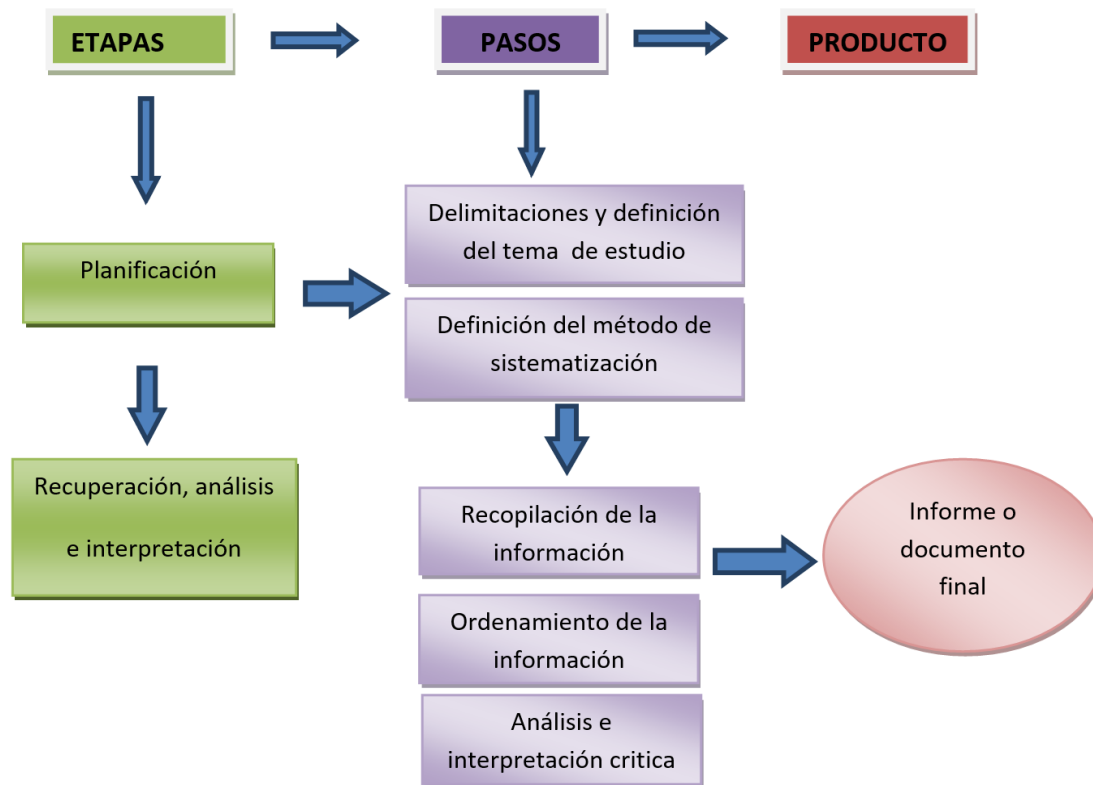 ETAPAS
PASOS
PRODUCTO
Planificación
Delimitaciones y definición
del tema de estudio
Definición del método de
sistematización
Recuperación, análisis
e interpretación
Recopilación de la
información
Informe o
documento
final
Ordenamiento de la
información
Análisis e
interpretación critica